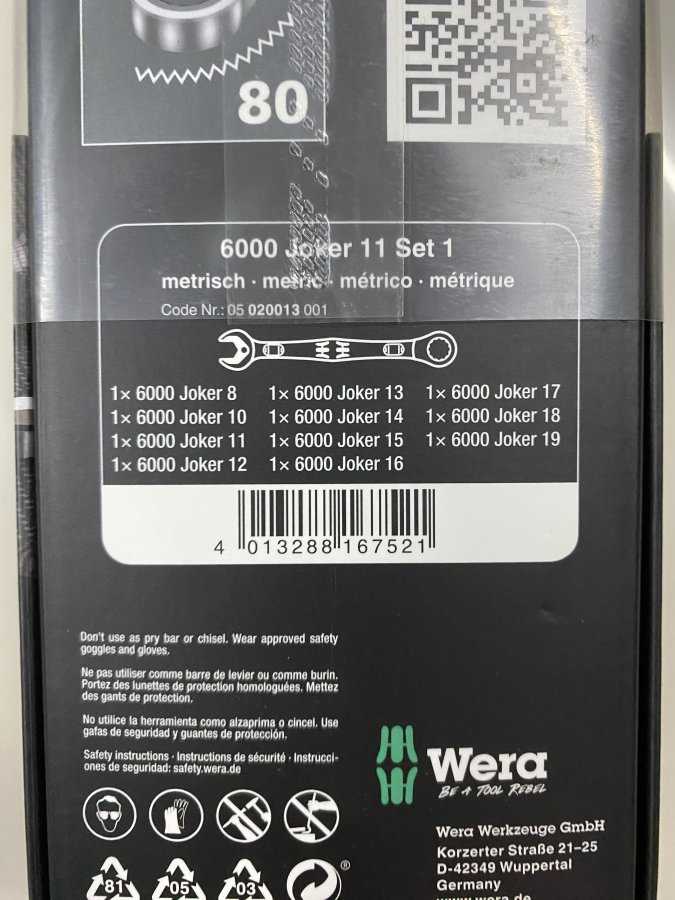 80
6000 Joker 11 Set 1
metrisch · metric · métrico · métrique
Code Nr.: 05 020013 001
1× 6000 Joker 8 1× 6000 Joker 13 1× 6000 Joker 17
1× 6000 Joker 10 1× 6000 Joker 14 1× 6000 Joker 18
1× 6000 Joker 11 1× 6000 Joker 15 1× 6000 Joker 19
1× 6000 Joker 12 1× 6000 Joker 16
4 013288 167521
Don't use as pry bar or chisel. Wear approved safety
goggles and gloves.
Ne pas utiliser comme barre de levier ou comme burin.
Portez des lunettes de protection homologuées. Mettez
des gants de protection.
No utilice la herramienta como alzaprima o cincel. Use
gafas de seguridad y guantes de protección.
Safety instructions · Instructions de sécurité · Instrucci-
ones de seguridad: safety.wera.de
Wera
BE A TOOL REBEL
Wera Werkzeuge GmbH
Korzerter Straße 21–25
D-42349 Wuppertal
Germany
www.wera.de
81 05 03 ®